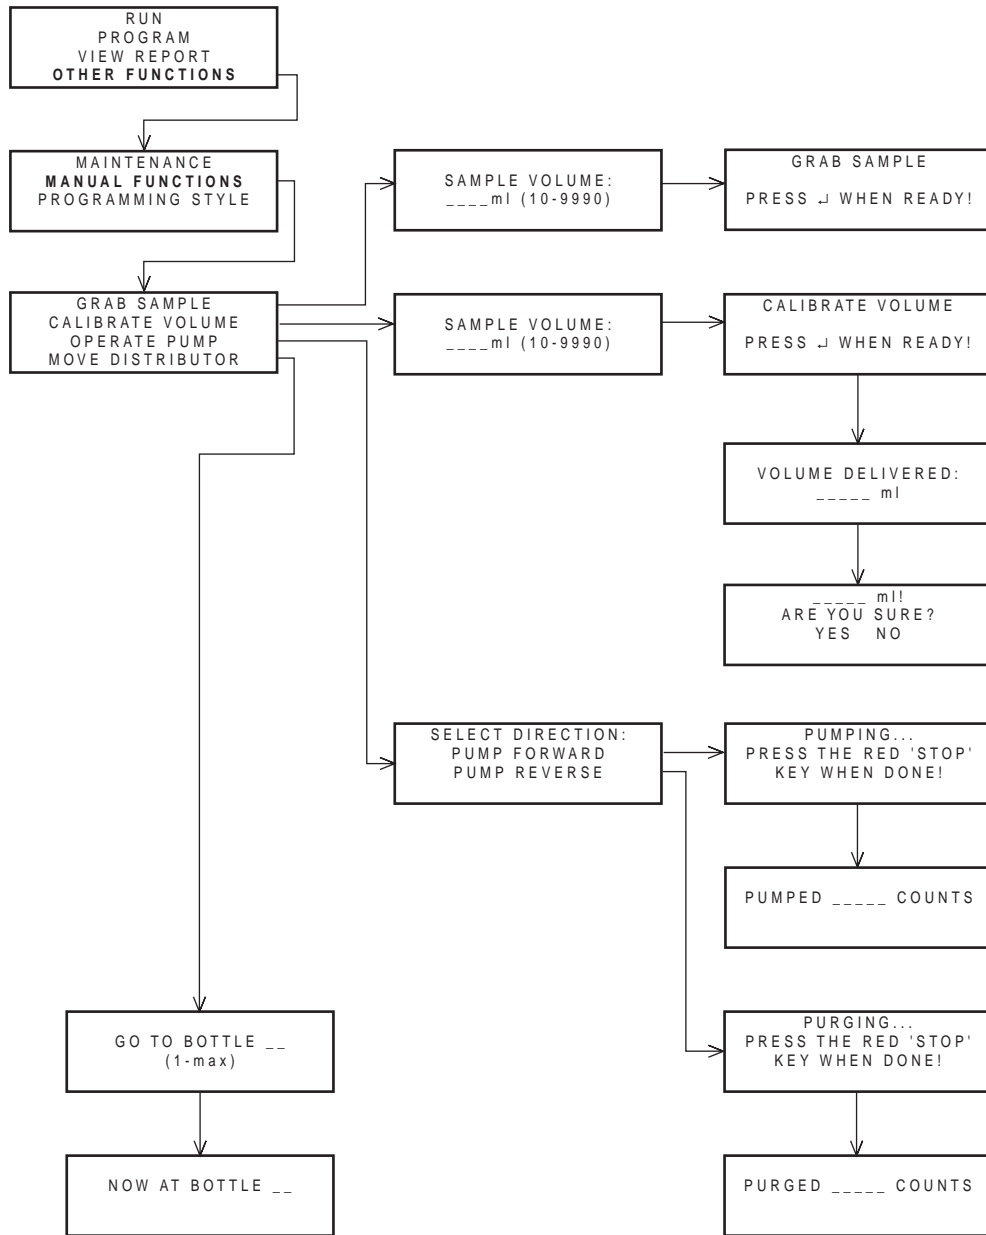 RUN
PROGRAM
VIEW REPORT
OTHER FUNCTIONS
MAINTENANCE
MANUAL FUNCTIONS
PROGRAMMING STYLE
SAMPLE VOLUME:
____ml (10-9990)
GRAB SAMPLE
PRESS ↵ WHEN READY!
GRAB SAMPLE
CALIBRATE VOLUME
OPERATE PUMP
MOVE DISTRIBUTOR
SAMPLE VOLUME:
____ml (10-9990)
CALIBRATE VOLUME
PRESS ↵ WHEN READY!
VOLUME DELIVERED:
_____ ml
_____ ml!
ARE YOU SURE?
YES NO
SELECT DIRECTION:
PUMP FORWARD
PUMP REVERSE
PUMPING...
PRESS THE RED 'STOP'
KEY WHEN DONE!
PUMPED _____ COUNTS
GO TO BOTTLE __
(1-max)
PURGING...
PRESS THE RED 'STOP'
KEY WHEN DONE!
NOW AT BOTTLE __
PURGED _____ COUNTS